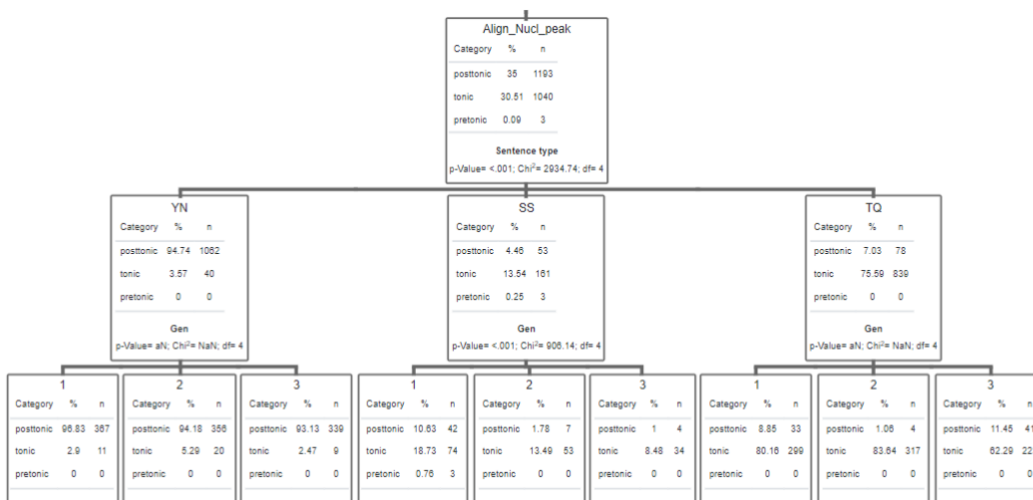 Align_Nucl_peak
Category % n
posttonic 35 1193
tonic 30.51 1040
pretonic 0.09 3
Sentence type
p-Value= <.001; Chi²= 2934.74; df= 4
YN
Category % n
posttonic 94.74 1062
tonic 3.57 40
pretonic 0 0
Gen
p-Value= aN; Chi²= NaN; df= 4
SS
Category % n
posttonic 4.46 53
tonic 13.54 161
pretonic 0.25 3
Gen
p-Value= <.001; Chi²= 906.14; df= 4
TQ
Category % n
posttonic 7.03 78
tonic 75.59 839
pretonic 0 0
Gen
p-Value= aN; Chi²= NaN; df= 4
1
Category % n
posttonic 96.83 367
tonic 2.9 11
pretonic 0 0
2
Category % n
posttonic 94.18 356
tonic 5.29 20
pretonic 0 0
3
Category % n
posttonic 93.13 339
tonic 2.47 9
pretonic 0 0
1
Category % n
posttonic 10.63 42
tonic 18.73 74
pretonic 0.76 3
2
Category % n
posttonic 1.78 7
tonic 13.49 53
pretonic 0 0
3
Category % n
posttonic 1 4
tonic 8.48 34
pretonic 0 0
1
Category % n
posttonic 8.85 33
tonic 80.16 299
pretonic 0 0
2
Category % n
posttonic 1.06 4
tonic 83.64 317
pretonic 0 0
3
Category % n
posttonic 11.45 41
tonic 62.29 22
pretonic 0 0